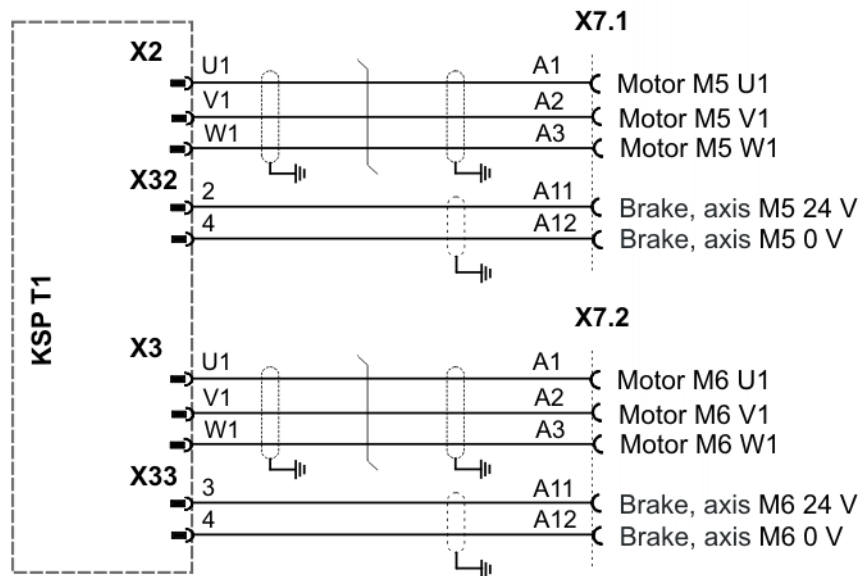 X7.1
X2
U1 A1 Motor M5 U1
V1 A2 Motor M5 V1
W1 A3 Motor M5 W1
X32
2 A11 Brake, axis M5 24 V
4 A12 Brake, axis M5 0 V
KSP T1
X7.2
X3
U1 A1 Motor M6 U1
V1 A2 Motor M6 V1
W1 A3 Motor M6 W1
X33
3 A11 Brake, axis M6 24 V
4 A12 Brake, axis M6 0 V